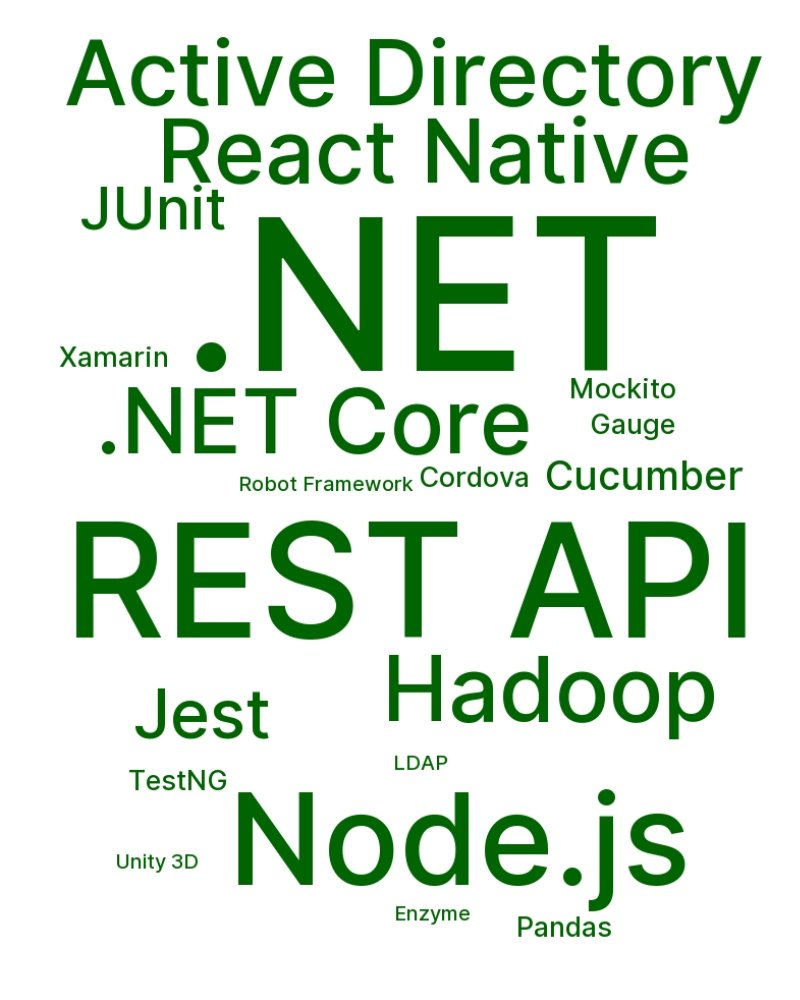 Active Directory
React Native
JUnit
.NET
Xamarin
Mockito
.NET Core
Gauge
Robot Framework
Cordova
Cucumber
REST API
Hadoop
Jest
LDAP
TestNG
Node.js
Unity 3D
Enzyme
Pandas